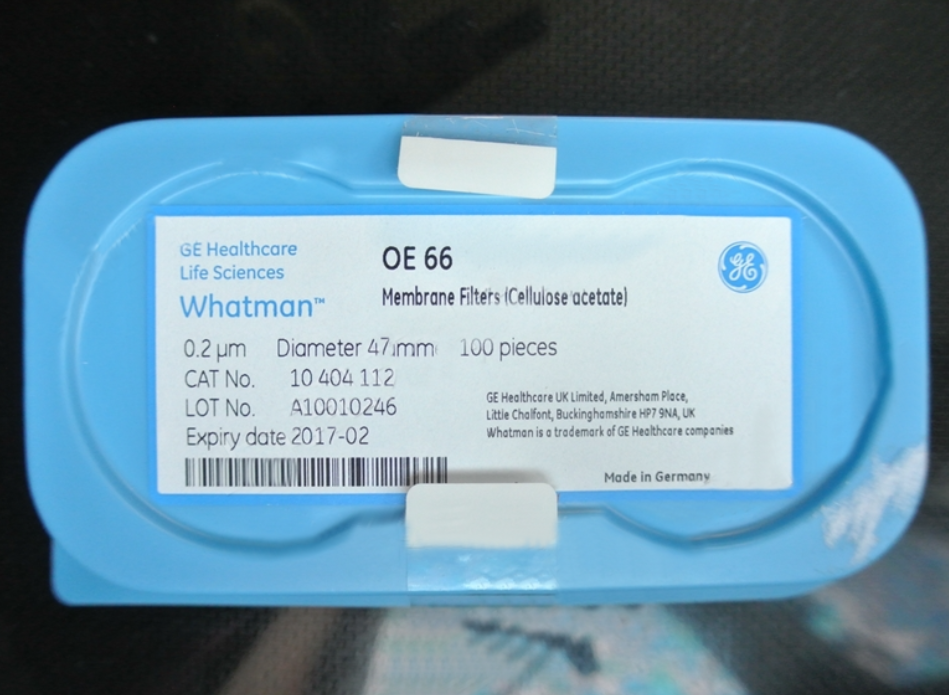 GE Healthcare
Life Sciences
Whatman™
OE 66
Membrane Filters (Cellulose acetate)
GE
0.2 µm Diameter 47 mm 100 pieces
CAT No. 10 404 112
LOT No. A10010246
Expiry date 2017-02
GE Healthcare UK Limited, Amersham Place,
Little Chalfont, Buckinghamshire HP7 9NA, UK
Whatman is a trademark of GE Healthcare companies
Made in Germany